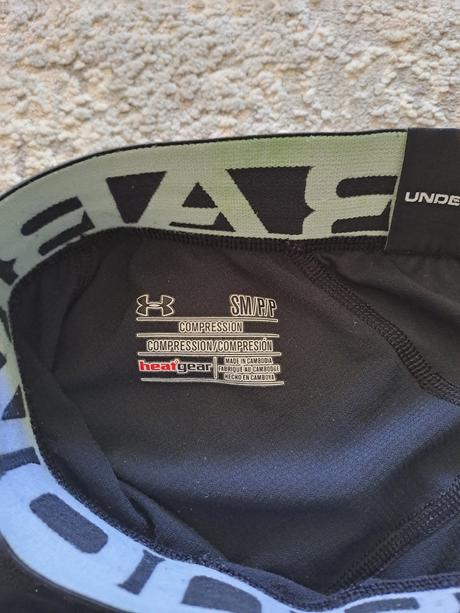 UNDE
SM/P/P
COMPRESSION
COMPRESSION/COMPRESIÓN
heatgear
MADE IN CAMBODIA
FABRIQUÉ AU CAMBODGE
HECHO EN CAMBOYA